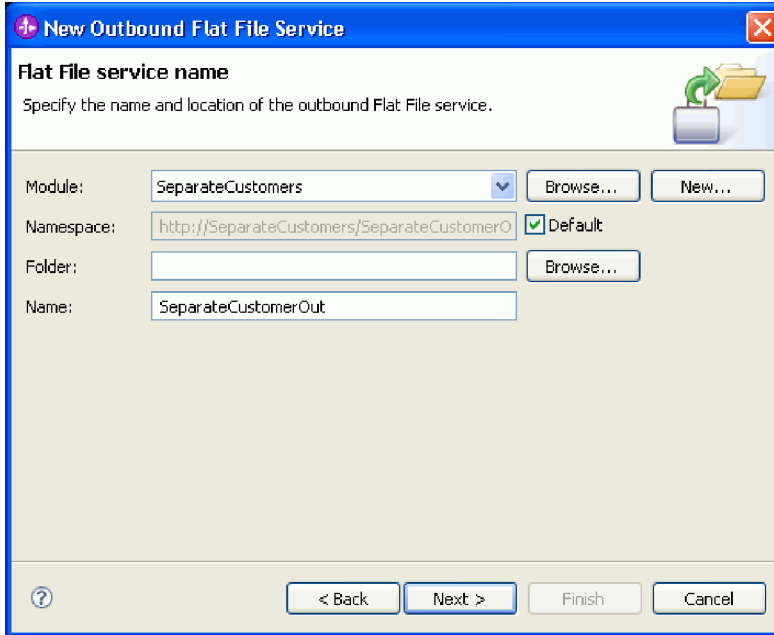 New Outbound Flat File Service
Flat File service name
Specify the name and location of the outbound Flat File service.
Module: SeparateCustomers Browse... New...
Namespace: http://SeparateCustomers/SeparateCustomerO Default
Folder: Browse...
Name: SeparateCustomerOut
? < Back Next > Finish Cancel